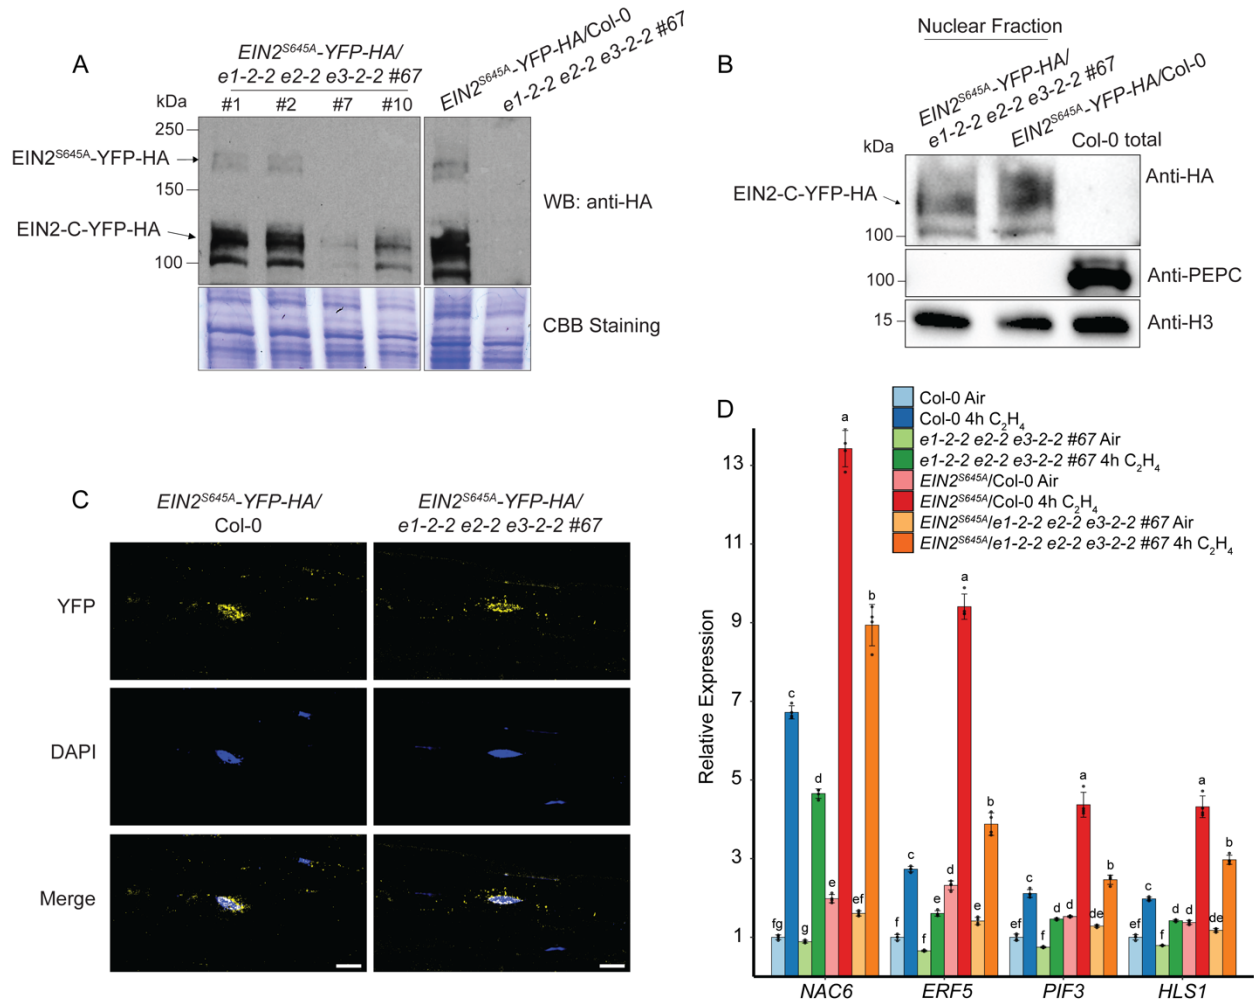 A
EIN2S645A-YFP-HA/
e1-2-2 e2-2 e3-2-2 #67
#1 #2 #7 #10
EIN2S645A-YFP-HA/Col-0
e1-2-2 e2-2 e3-2-2 #67
kDa
250
EIN2S645A-YFP-HA
150
EIN2-C-YFP-HA
100
WB: anti-HA
CBB Staining
B
Nuclear Fraction
EIN2S645A-YFP-HA/
e1-2-2 e2-2 e3-2-2 #67
EIN2S645A-YFP-HA/Col-0
Col-0 total
kDa
Anti-HA
EIN2-C-YFP-HA
100
100
Anti-PEPC
15
Anti-H3
C
EIN2S645A-YFP-HA/
Col-0
EIN2S645A-YFP-HA/
e1-2-2 e2-2 e3-2-2 #67
YFP
DAPI
Merge
D
Col-0 Air
Col-0 4h C2H4
e1-2-2 e2-2 e3-2-2 #67 Air
e1-2-2 e2-2 e3-2-2 #67 4h C2H4
EIN2S645A/Col-0 Air
EIN2S645A/Col-0 4h C2H4
EIN2S645A/e1-2-2 e2-2 e3-2-2 #67 Air
EIN2S645A/e1-2-2 e2-2 e3-2-2 #67 4h C2H4
Relative Expression
13
11
9
7
5
3
1
fg c g d e a ef b
f c f e d a e b
ef c f d d a de b
ef c f d d a de b
NAC6 ERF5 PIF3 HLS1